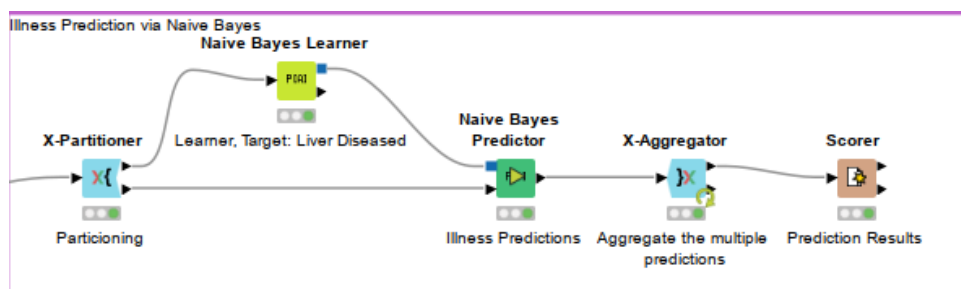 Illness Prediction via Naive Bayes
Naive Bayes Learner
P[A]
Learner, Target: Liver Diseased
X-Partitioner
X{
Particioning
Naive Bayes
Predictor
Illness Predictions
X-Aggregator
}X
Aggregate the multiple
predictions
Scorer
Prediction Results